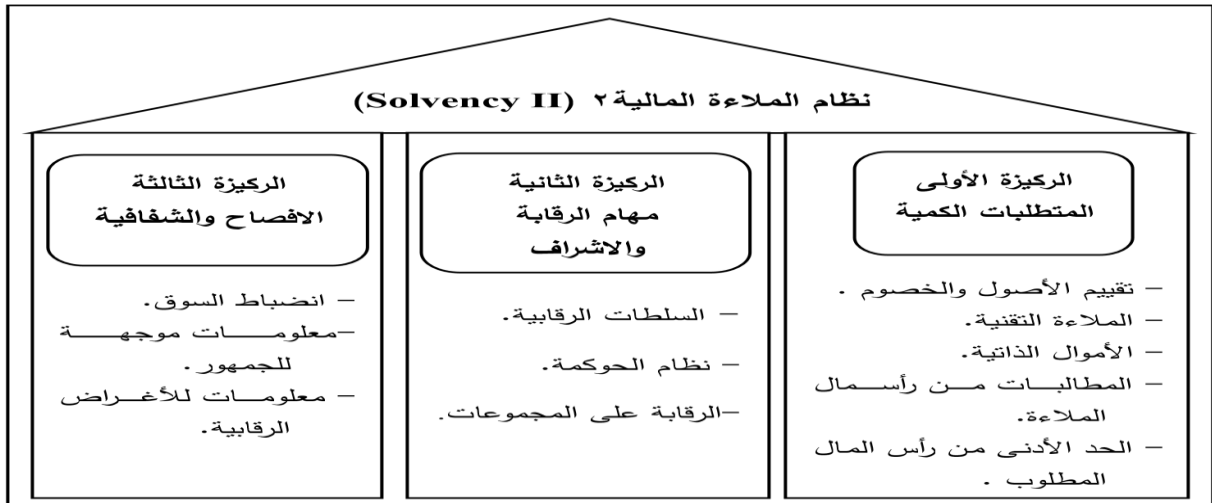 نظام الملاءة المالية٢ (Solvency II)
الركيزة الأولى
المتطلبات الكمية
– تقييم الأصول والخصوم .
– الملاءة التقنية.
– الأموال الذاتية.
– المطالبات من رأسمال
الملاءة.
– الحد الأدنى من رأس المال
المطلوب .
الركيزة الثانية
مهام الرقابة
والاشراف
– السلطات الرقابية.
– نظام الحوكمة.
–الرقابة على المجموعات.
الركيزة الثالثة
الافصاح والشفافية
– انضباط السوق.
–معلومات موجهة
للجمهور.
– معلومات للأغراض
الرقابية.